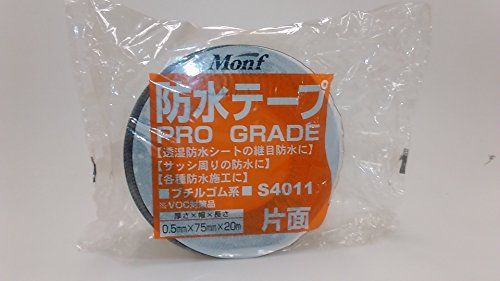 Monf
防水テープ
PRO GRADE
【透湿防水シートの継目防水に】
【サッシ周りの防水に】
【各種防水施工に】
■ブチルゴム系■ S4011
※VOC対策品
厚さ×幅×長さ
0.5mm×75mm×20m
片面